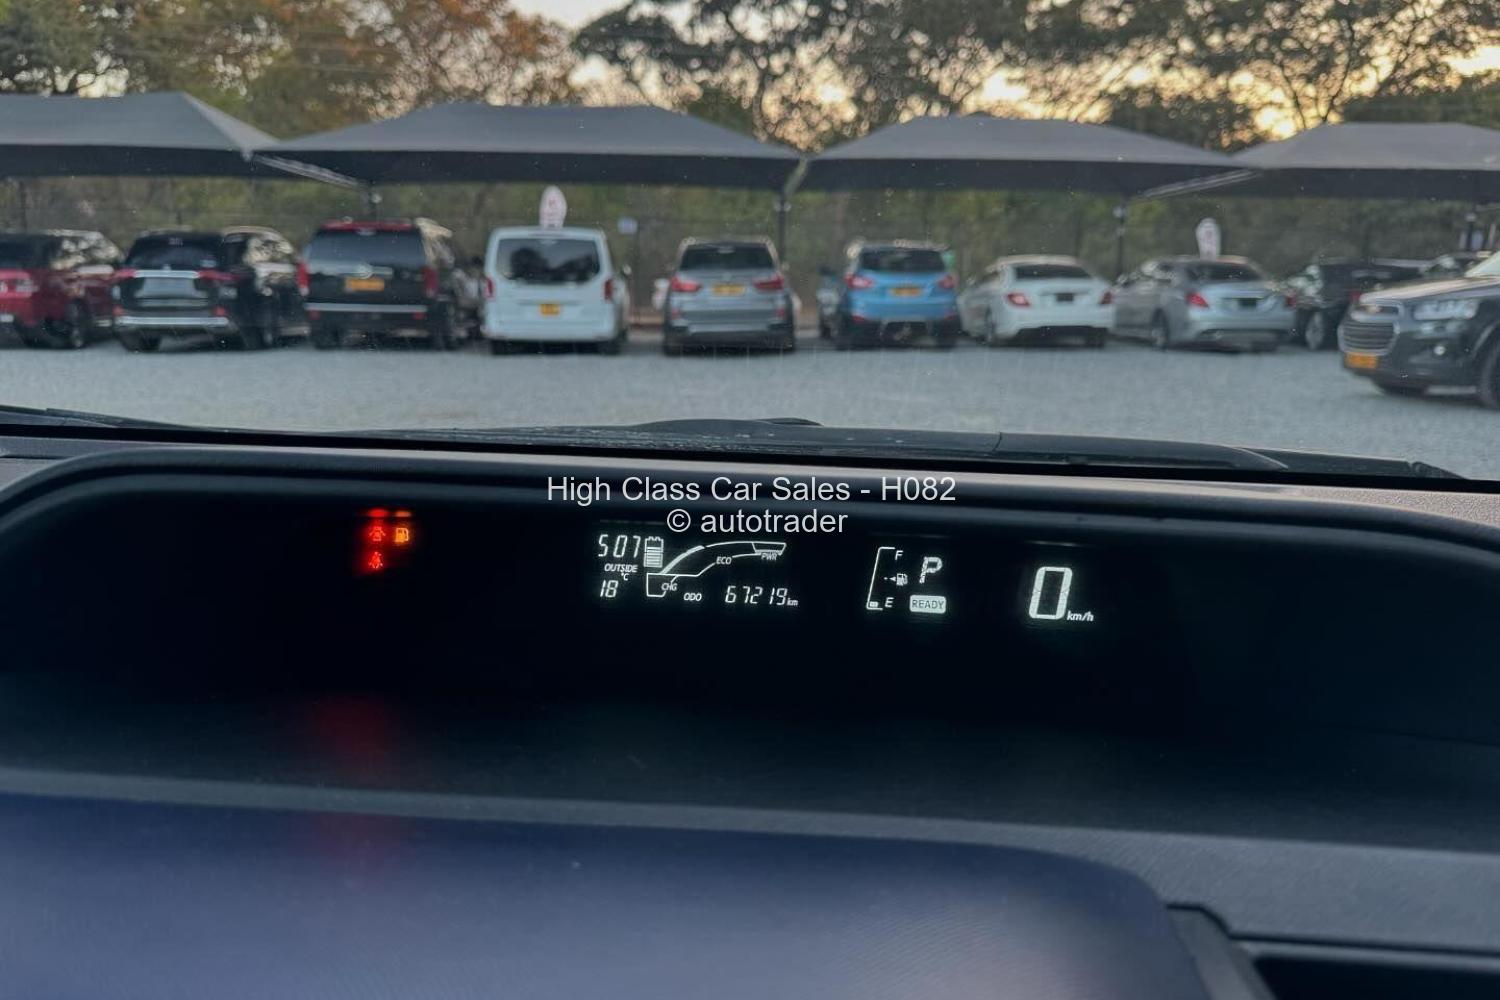 High Class Car Sales - H082
© autotrader
507
OUTSIDE
°C
18
CHG
ECO
PWR
ODO 67219 km
F
E
P
READY
0 km/h